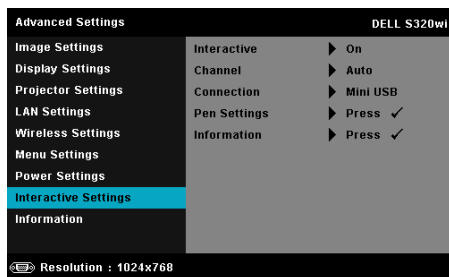 Advanced Settings DELL S320wi
Image Settings Interactive On
Display Settings Channel Auto
Projector Settings Connection Mini USB
LAN Settings Pen Settings Press ✓
Wireless Settings Information Press ✓
Menu Settings
Power Settings
Interactive Settings
Information
Resolution : 1024x768